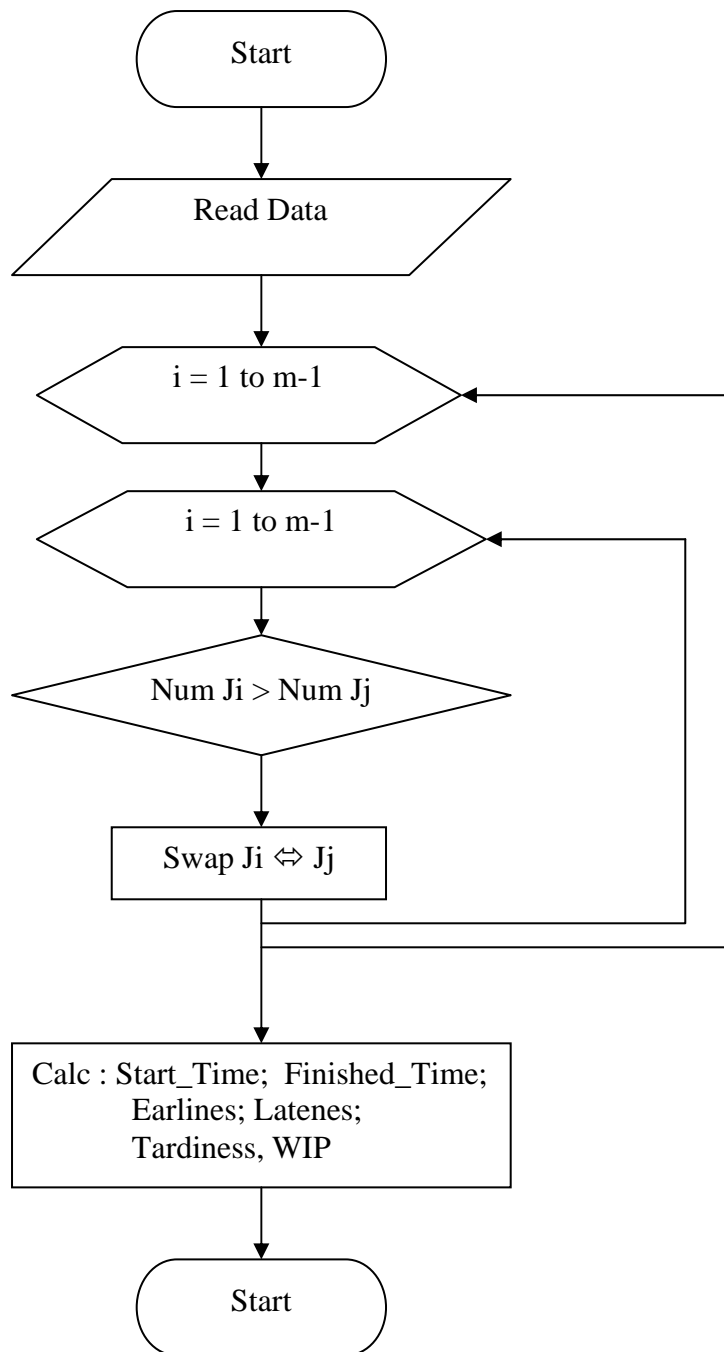 Start
Read Data
i = 1 to m-1
i = 1 to m-1
Num Ji > Num Jj
Swap Ji ⇔ Jj
Calc : Start_Time; Finished_Time;
Earlines; Latenes;
Tardiness, WIP
Start